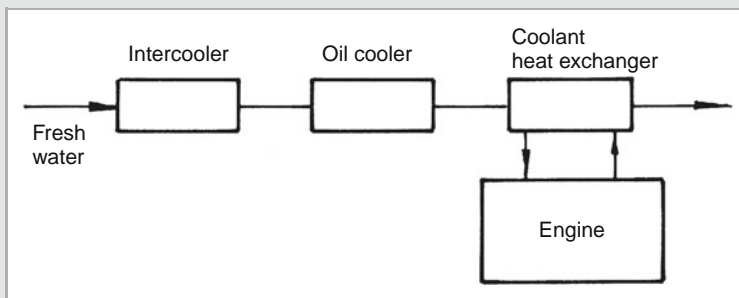 Intercooler
Oil cooler
Coolant
heat exchanger
Fresh
water
Engine